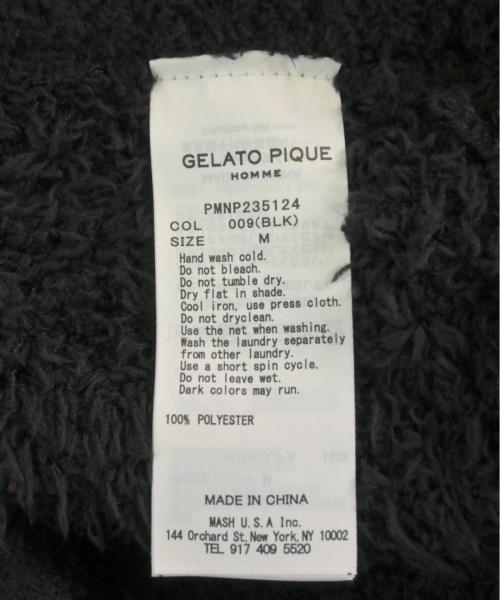 GELATO PIQUE
HOMME
PMNP235124
COL 009(BLK)
SIZE M
Hand wash cold.
Do not bleach.
Do not tumble dry.
Dry flat in shade.
Cool iron, use press cloth.
Do not dryclean.
Use the net when washing.
Wash the laundry separately
from other laundry.
Use a short spin cycle.
Do not leave wet.
Dark colors may run.
100% POLYESTER
MADE IN CHINA
MASH U.S.A Inc.
144 Orchard St, New York, NY 10002
TEL 917 409 5520